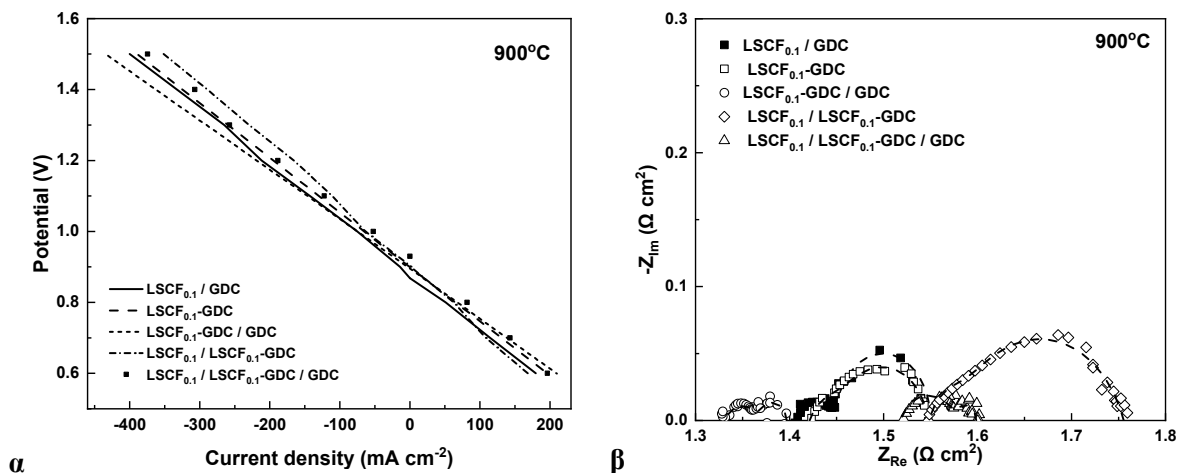 1.6
1.4
1.2
1.0
0.8
0.6
Potential (V)
900°C
LSCF0.1 / GDC
LSCF0.1-GDC
LSCF0.1-GDC / GDC
LSCF0.1 / LSCF0.1-GDC
LSCF0.1 / LSCF0.1-GDC / GDC
-400 -300 -200 -100 0 100 200
Current density (mA cm-2)
α
0.3
0.2
0.1
0.0
-ZIm (Ω cm2)
900°C
LSCF0.1 / GDC
LSCF0.1-GDC
LSCF0.1-GDC / GDC
LSCF0.1 / LSCF0.1-GDC
LSCF0.1 / LSCF0.1-GDC / GDC
1.3 1.4 1.5 1.6 1.7 1.8
ZRe (Ω cm2)
β